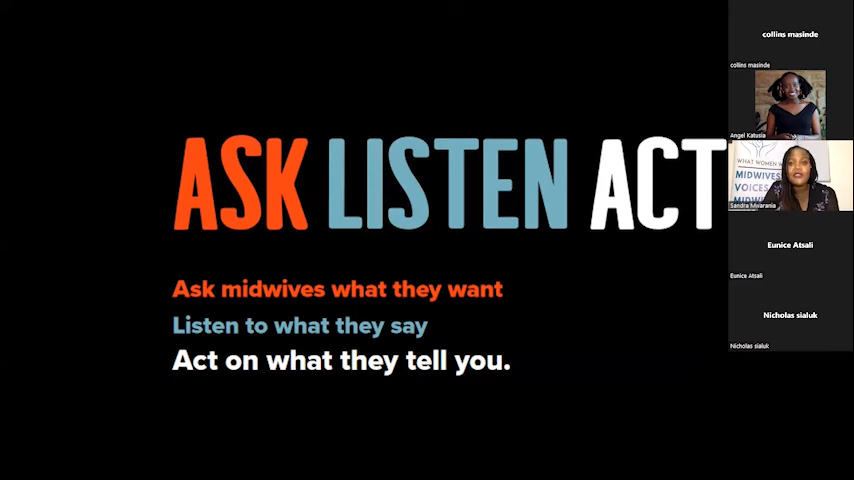 ASK LISTEN ACT
Ask midwives what they want
Listen to what they say
Act on what they tell you.
collins masinde
collins masinde
Angel Katusia
WHAT WOMEN
MIDWIVES
VOICES
MIDW
Sandra Mwarania
Eunice Atsali
Eunice Atsali
Nicholas sialuk
Nicholas sialuk